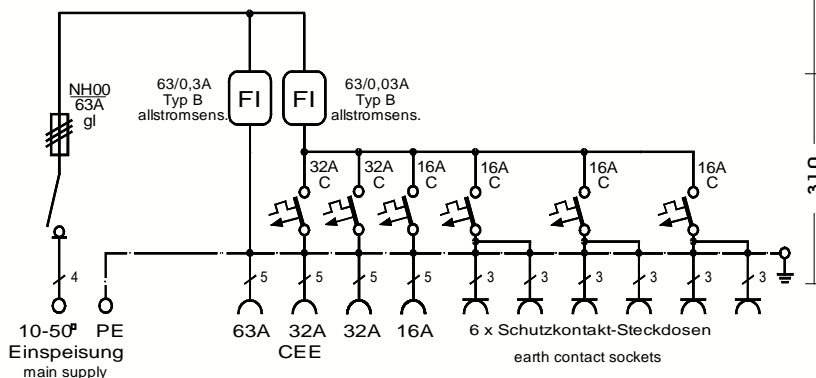 NH00
63A
gl
63/0,3A
Typ B
allstromsens.
FI
FI
63/0,03A
Typ B
allstromsens.
32A
C
32A
C
16A
C
16A
C
16A
C
16A
C
310
4
5
5
5
5
3
3
3
3
3
3
10-50 PE
Einspeisung
main supply
63A 32A 32A 16A
CEE
6 x Schutzkontakt-Steckdosen
earth contact sockets